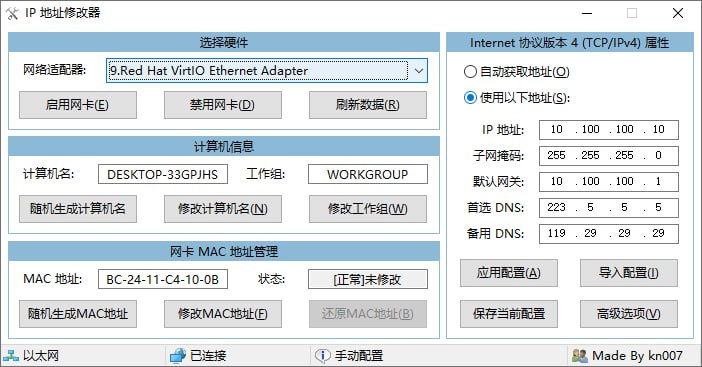 IP 地址修改器
选择硬件
网络适配器: 9.Red Hat VirtIO Ethernet Adapter
启用网卡(E) 禁用网卡(D) 刷新数据(R)
计算机信息
计算机名: DESKTOP-33GPJHS 工作组: WORKGROUP
随机生成计算机名 修改计算机名(N) 修改工作组(W)
网卡 MAC 地址管理
MAC 地址: BC-24-11-C4-10-0B 状态: [正常]未修改
随机生成MAC地址 修改MAC地址(F) 还原MAC地址(B)
Internet 协议版本 4 (TCP/IPv4) 属性
自动获取地址(O)
使用以下地址(S):
IP 地址: 10 . 100 . 100 . 10
子网掩码: 255 . 255 . 255 . 0
默认网关: 10 . 100 . 100 . 1
首选 DNS: 223 . 5 . 5 . 5
备用 DNS: 119 . 29 . 29 . 29
应用配置(A) 导入配置(I)
保存当前配置 高级选项(V)
以太网 已连接 手动配置 Made By kn007